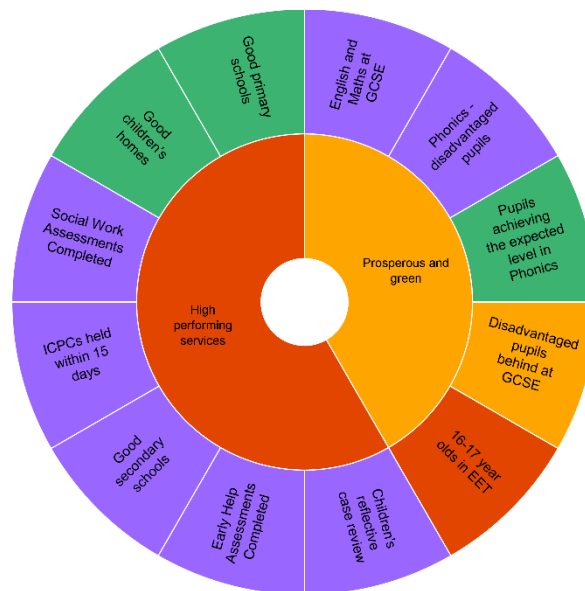 English and
Maths at
GCSE
Phonics -
disadvantaged
pupils
Pupils
achieving
the expected
level in
Phonics
Disadvantaged
pupils
behind at
GCSE
16-17 year
olds in EET
Children's
reflective
case review
Early Help
Assessments
Completed
Good
secondary
schools
ICPCs held
within 15
days
Social Work
Assessments
Completed
Good
children's
homes
Good primary
schools
Prosperous and
green
High
performing
services